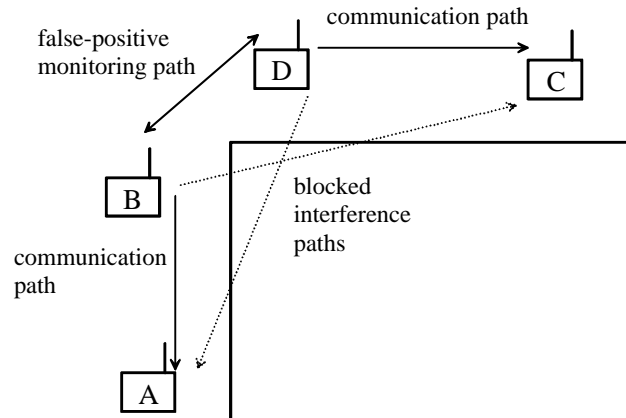 communication path
false-positive
monitoring path
D
C
B
blocked
interference
paths
communication
path
A